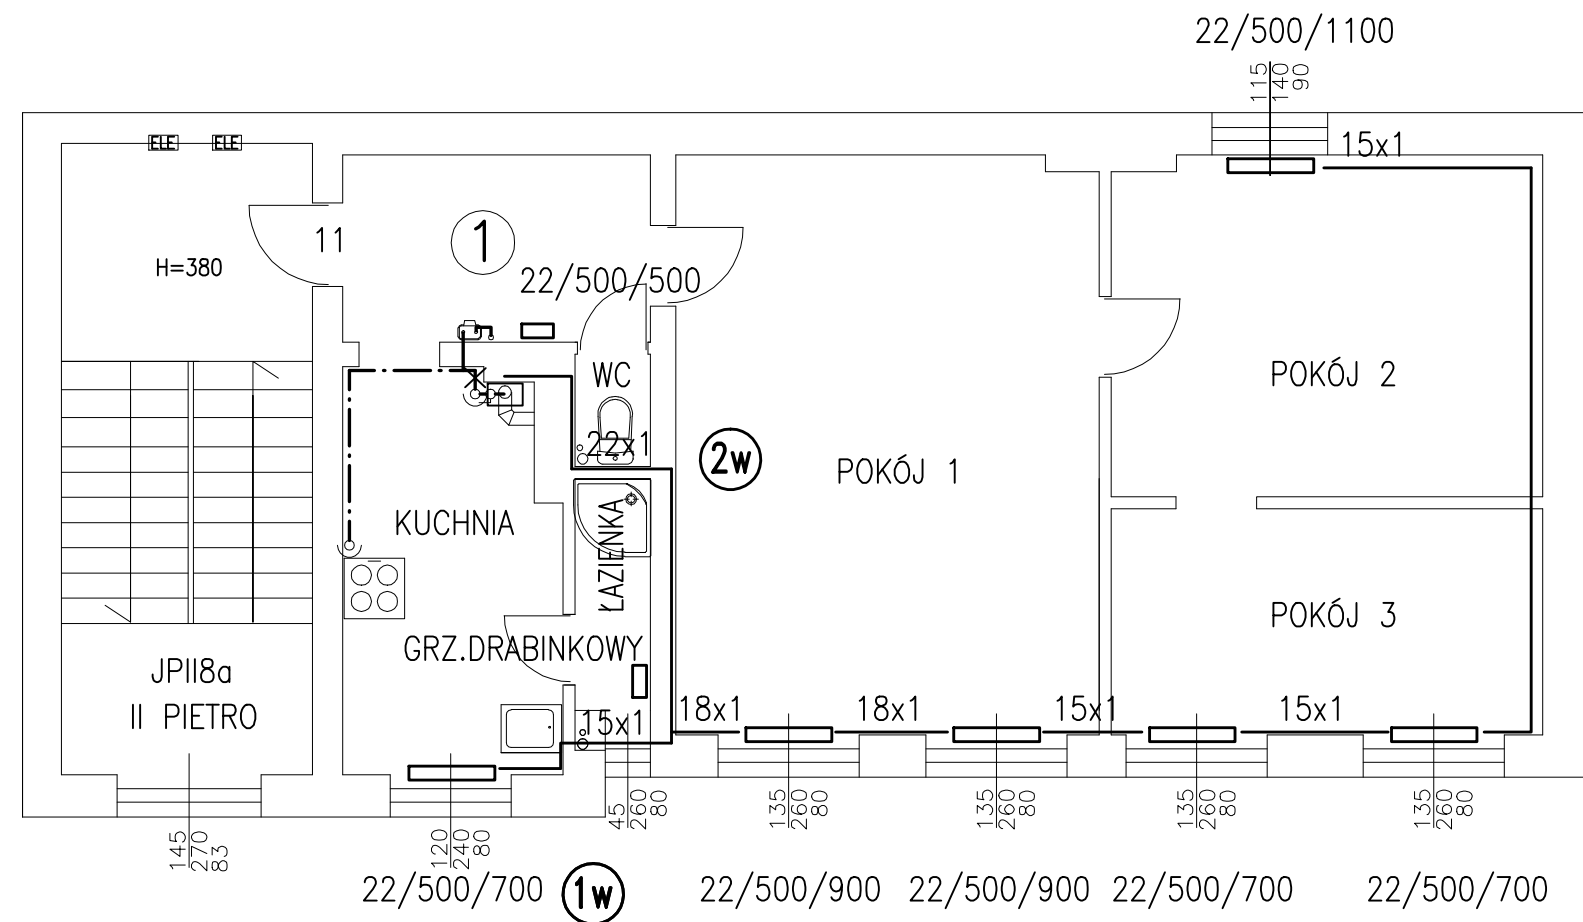 22/500/1100
115
140
90
ELE
ELE
15x1
11
1
H=380
22/500/500
WC
POKÓJ 2
22x1
2w
POKÓJ 1
KUCHNIA
ŁAZIENKA
POKÓJ 3
GRZ.DRABINKOWY
JPII8a
II PIETRO
15x1
18x1
18x1
15x1
15x1
145
270
83
120
240
80
45
260
80
135
260
80
135
260
80
135
260
80
135
260
80
22/500/700
1w
22/500/900
22/500/900
22/500/700
22/500/700